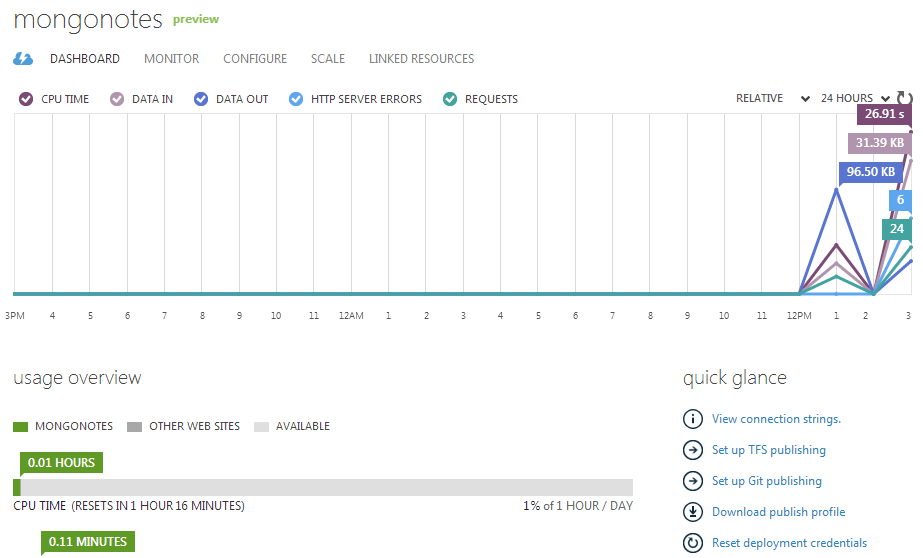 mongonotes preview
DASHBOARD MONITOR CONFIGURE SCALE LINKED RESOURCES
CPU TIME DATA IN DATA OUT HTTP SERVER ERRORS REQUESTS RELATIVE 24 HOURS
26.91 s
31.39 KB
96.50 KB
6
24
3PM 4 5 6 7 8 9 10 11 12AM 1 2 3 4 5 6 7 8 9 10 11 12PM 1 2 3
usage overview
MONGONOTES OTHER WEB SITES AVAILABLE
0.01 HOURS
CPU TIME (RESETS IN 1 HOUR 16 MINUTES) 1% of 1 HOUR / DAY
0.11 MINUTES
quick glance
View connection strings.
Set up TFS publishing
Set up Git publishing
Download publish profile
Reset deployment credentials